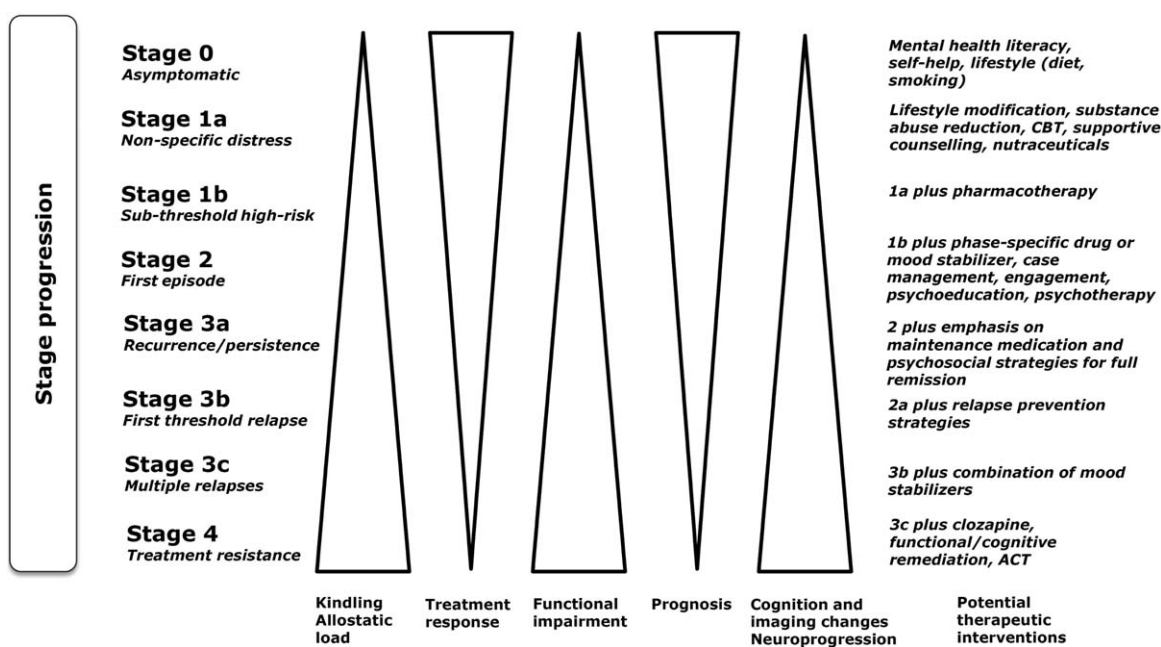 Stage progression
Stage 0
Asymptomatic
Mental health literacy,
self-help, lifestyle (diet,
smoking)
Stage 1a
Non-specific distress
Lifestyle modification, substance
abuse reduction, CBT, supportive
counselling, nutraceuticals
Stage 1b
Sub-threshold high-risk
1a plus pharmacotherapy
Stage 2
First episode
1b plus phase-specific drug or
mood stabilizer, case
management, engagement,
psychoeducation, psychotherapy
Stage 3a
Recurrence/persistence
2 plus emphasis on
maintenance medication and
psychosocial strategies for full
remission
Stage 3b
First threshold relapse
2a plus relapse prevention
strategies
Stage 3c
Multiple relapses
3b plus combination of mood
stabilizers
Stage 4
Treatment resistance
3c plus clozapine,
functional/cognitive
remediation, ACT
Kindling
Allostatic
load
Treatment
response
Functional
impairment
Prognosis
Cognition and
imaging changes
Neuroprogression
Potential
therapeutic
interventions